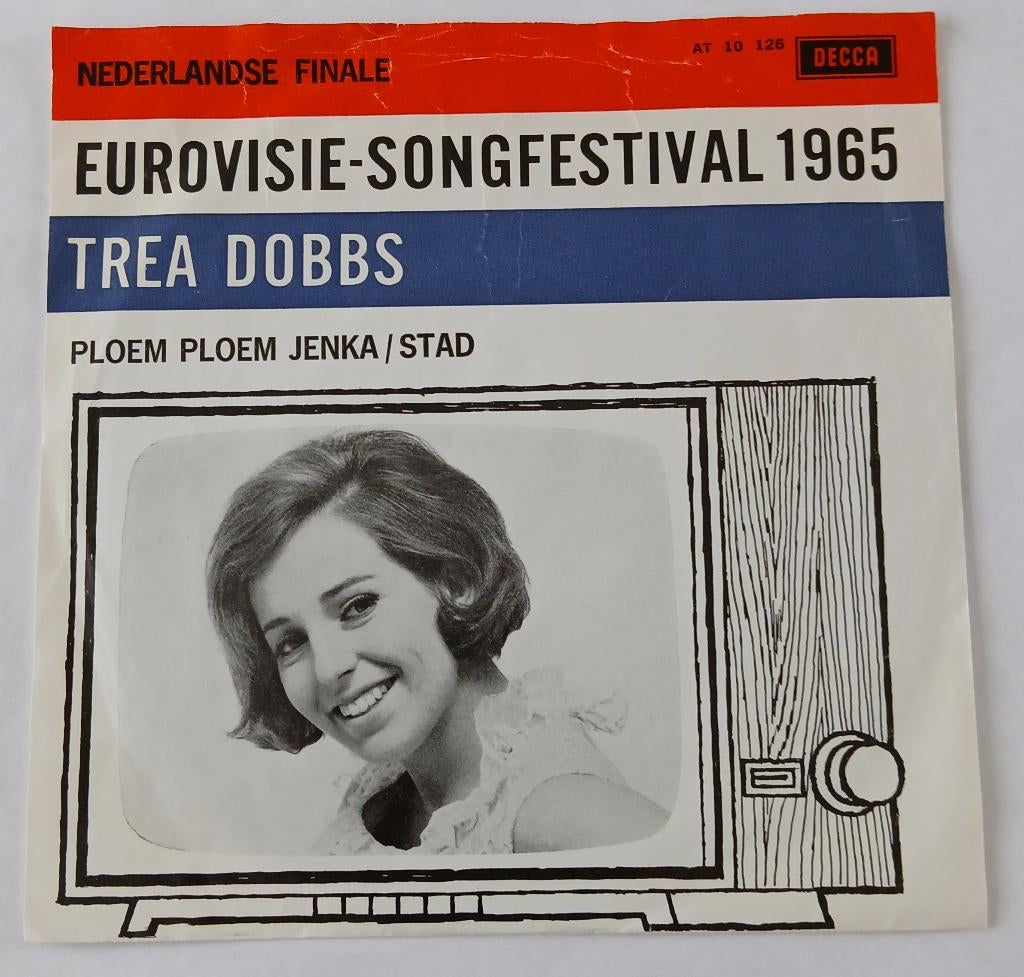 NEDERLANDSE FINALE
AT 10 126 DECCA
EUROVISIE-SONGFESTIVAL 1965
TREA DOBBS
PLOEM PLOEM JENKA / STAD